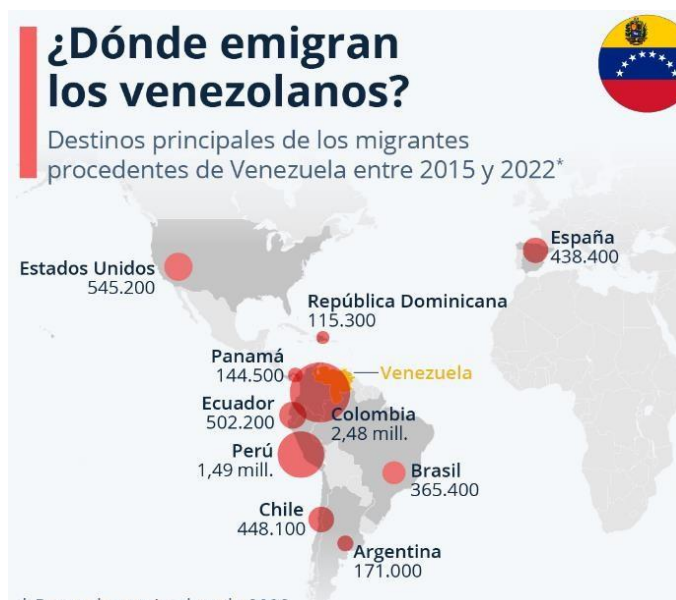 ¿Dónde emigran
los venezolanos?
Destinos principales de los migrantes
procedentes de Venezuela entre 2015 y 2022*
España
438.400
Estados Unidos
545.200
República Dominicana
115.300
Panamá
144.500
Venezuela
Ecuador
502.200
Colombia
2,48 mill.
Perú
1,49 mill.
Brasil
365.400
Chile
448.100
Argentina
171.000